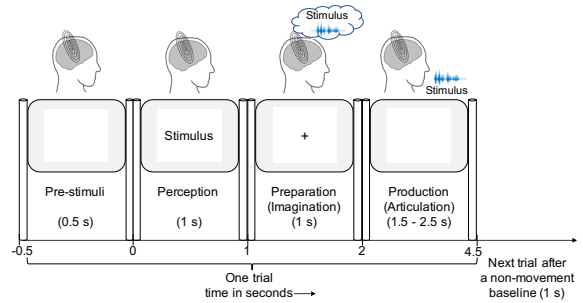 Stimulus
Stimulus
Stimulus
+
Pre-stimuli
(0.5 s)
Perception
(1 s)
Preparation
(Imagination)
(1 s)
Production
(Articulation)
(1.5 - 2.5 s)
-0.5
0
1
2
4.5
One trial
time in seconds
Next trial after
a non-movement
baseline (1 s)